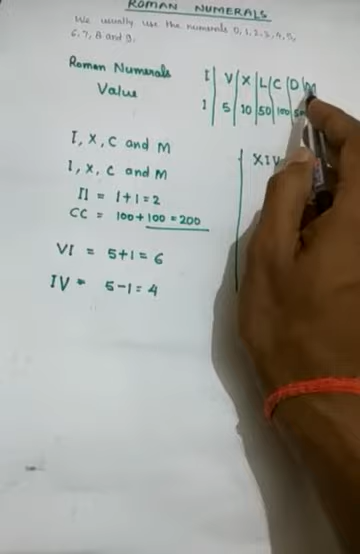 ROMAN NUMERALS
We usually use the numerals 0, 1, 2, 3, 4, 5,
6, 7, 8 and 9.
Roman Numerals I V X L C D M
Value 1 5 10 50 100
I, X, C and M
I, X, C and M
II = 1+1=2
CC = 100+100=200
VI = 5+1=6
IV = 5-1=4
XIV